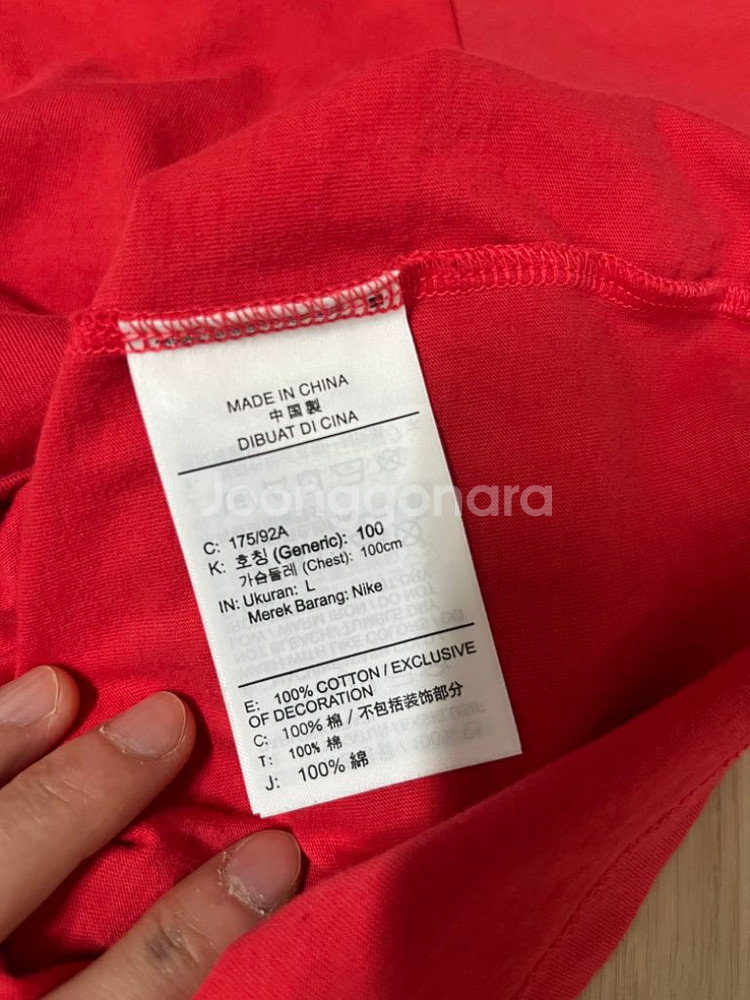 MADE IN CHINA
中国製
DIBUAT DI CINA
Joonggonara
C: 175/92A
K: 호칭 (Generic): 100
가슴둘레 (Chest): 100cm
IN: Ukuran: L
Merek Barang: Nike
E: 100% COTTON / EXCLUSIVE
OF DECORATION
C: 100% 棉 / 不包括装饰部分
T: 100% 棉
J: 100% 綿